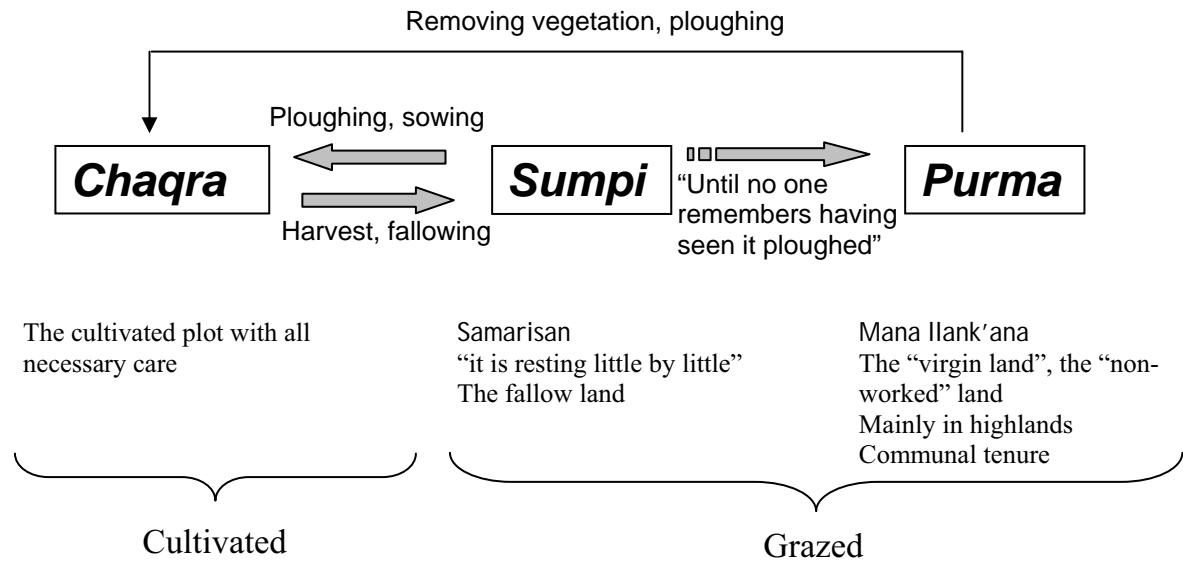 Removing vegetation, ploughing
Ploughing, sowing
Chaqra
Sumpi
Purma
Harvest, fallowing
“Until no one
remembers having
seen it ploughed”
The cultivated plot with all
necessary care
Samarisan
“it is resting little by little”
The fallow land
Mana llank’ana
The “virgin land”, the “non-
worked” land
Mainly in highlands
Communal tenure
Cultivated
Grazed